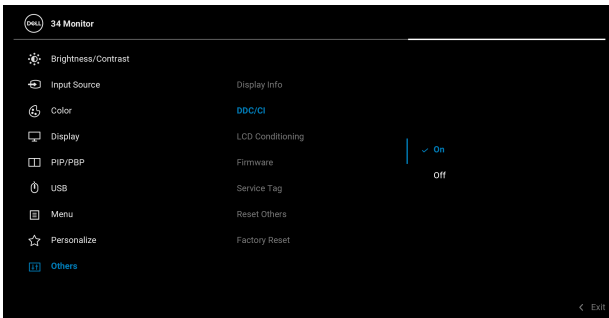 DELL 34 Monitor
Brightness/Contrast
Input Source Display Info
Color DDC/CI
Display LCD Conditioning
On
PIP/PBP Firmware
Off
USB Service Tag
Menu Reset Others
Personalize Factory Reset
Others
Exit